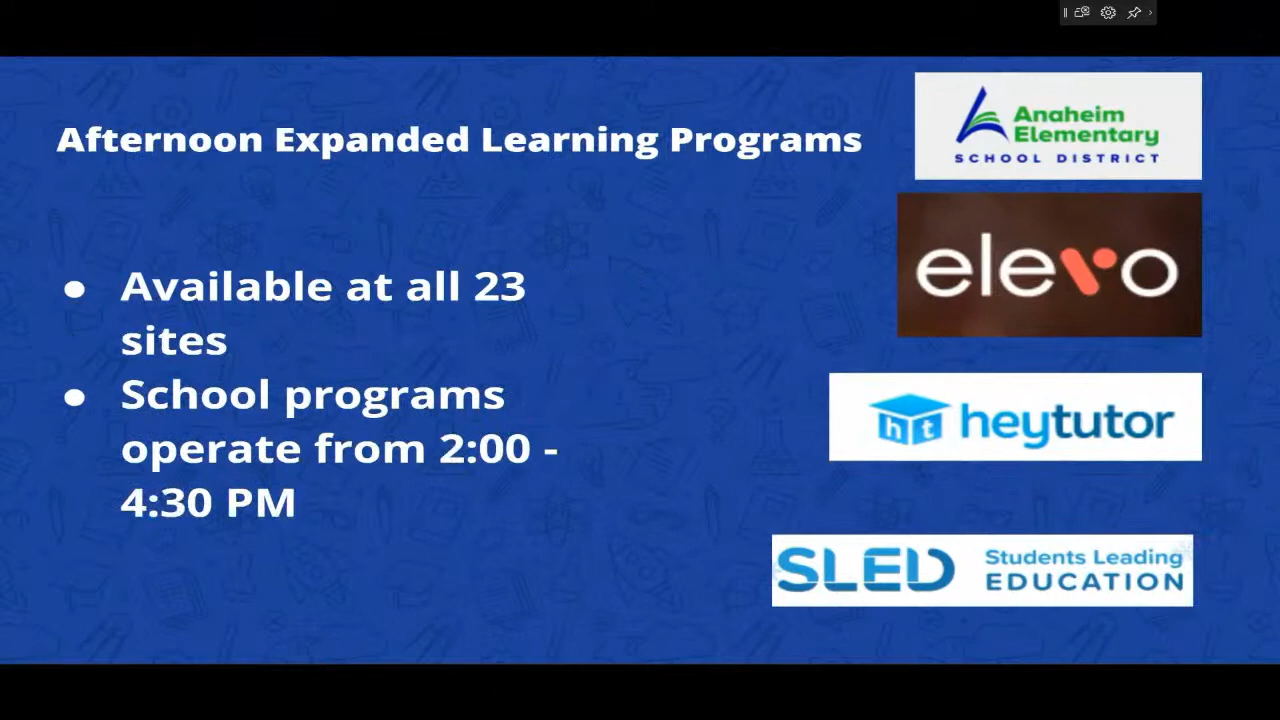 Afternoon Expanded Learning Programs
● Available at all 23
sites
● School programs
operate from 2:00 -
4:30 PM
Anaheim
Elementary
SCHOOL DISTRICT
elevo
ht heytutor
SLED
Students Leading
EDUCATION